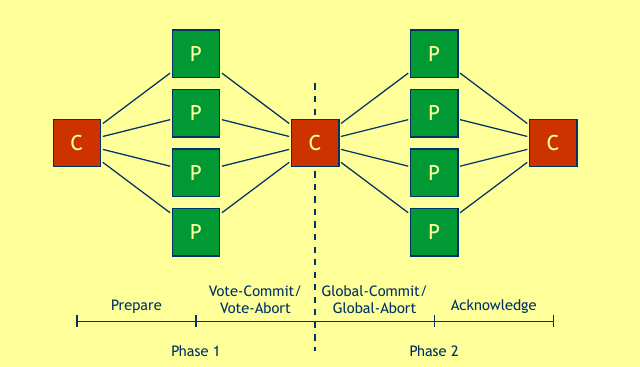 P
P
P
P
P
P
P
P
C
C
C
Prepare
Vote-Commit/
Vote-Abort
Global-Commit/
Global-Abort
Acknowledge
Phase 1
Phase 2